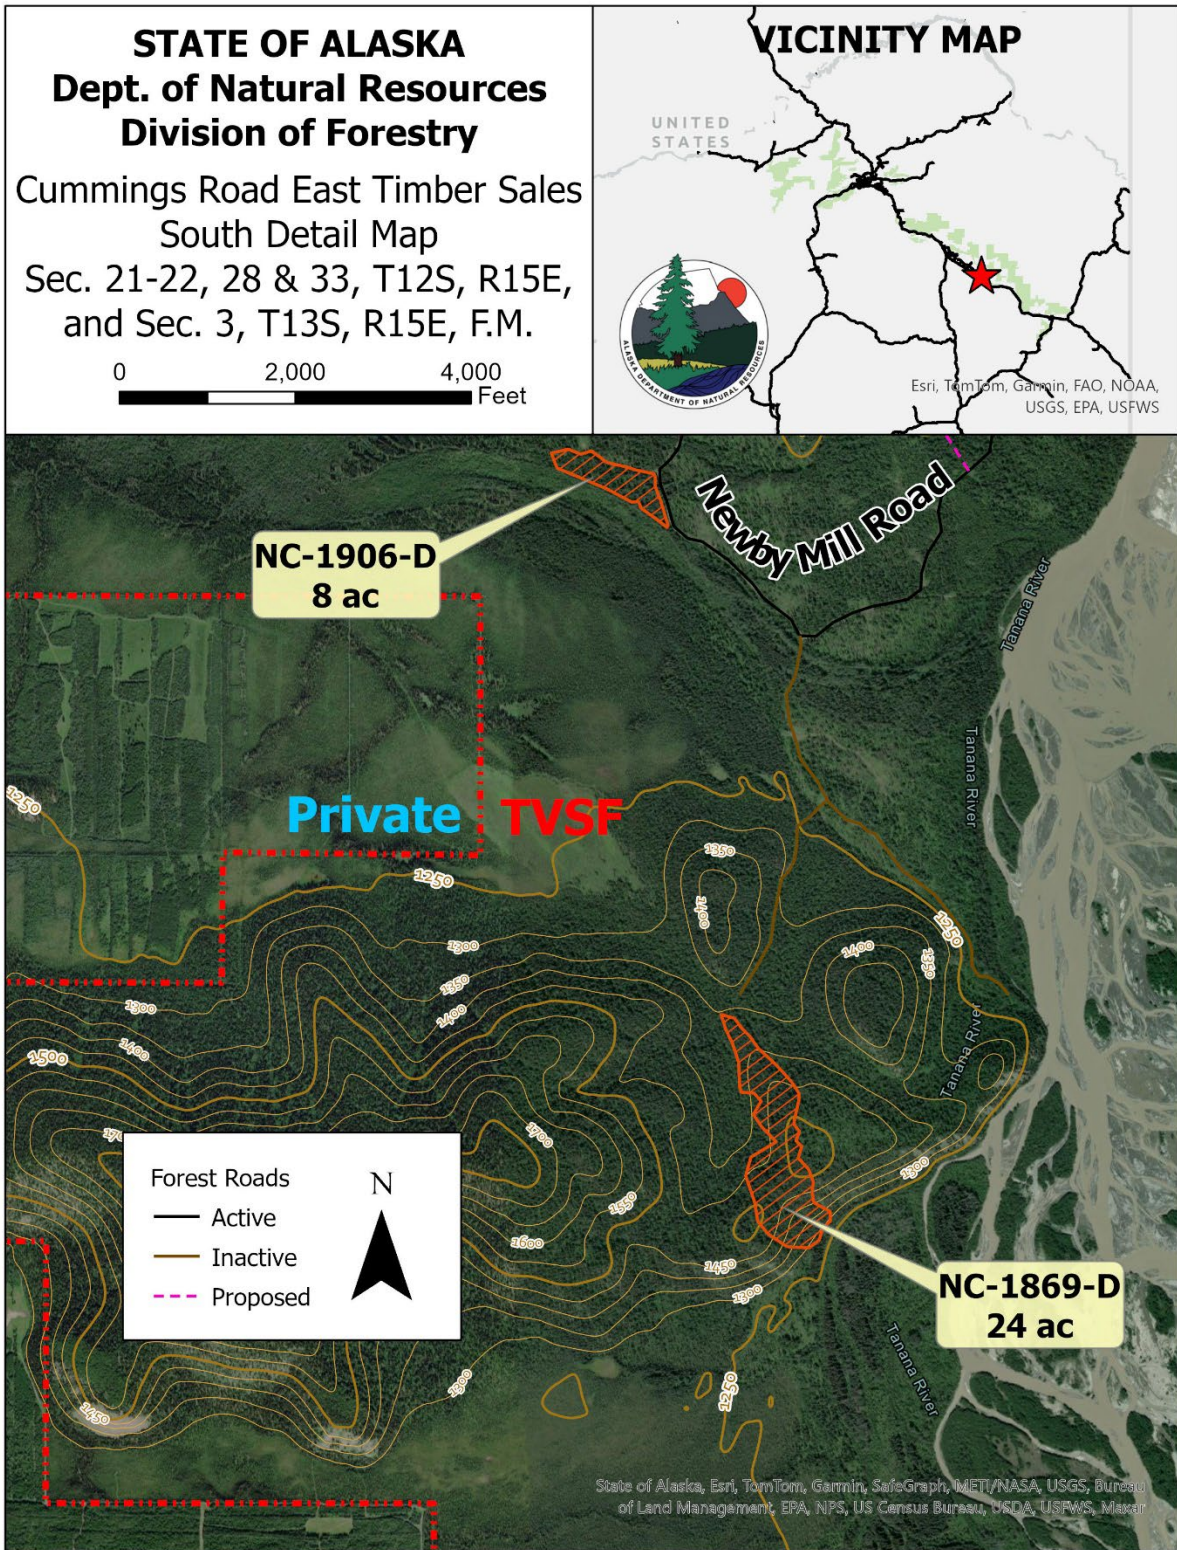 STATE OF ALASKA
Dept. of Natural Resources
Division of Forestry
Cummings Road East Timber Sales
South Detail Map
Sec. 21-22, 28 & 33, T12S, R15E,
and Sec. 3, T13S, R15E, F.M.
0 2,000 4,000
Feet
VICINITY MAP
UNITED
STATES
ALASKA DEPARTMENT OF NATURAL RESOURCES
Esri, TomTom, Garmin, FAO, NOAA,
USGS, EPA, USFWS
Newby Mill Road
NC-1906-D
8 ac
Tanana River
Tanana River
1250
Private
TVSF
1350
1250
1400
1250
1300
1400
1350
1350
1300
1400
1400
1500
Tanana River
1700
1700
1300
1550
1600
1450
1300
Forest Roads
N
Active
Inactive
Proposed
NC-1869-D
24 ac
Tanana River
1300
1250
1450
State of Alaska, Esri, TomTom, Garmin, SafeGraph, METI/NASA, USGS, Bureau
of Land Management, EPA, NPS, US Census Bureau, USDA, USFWS, Maxar